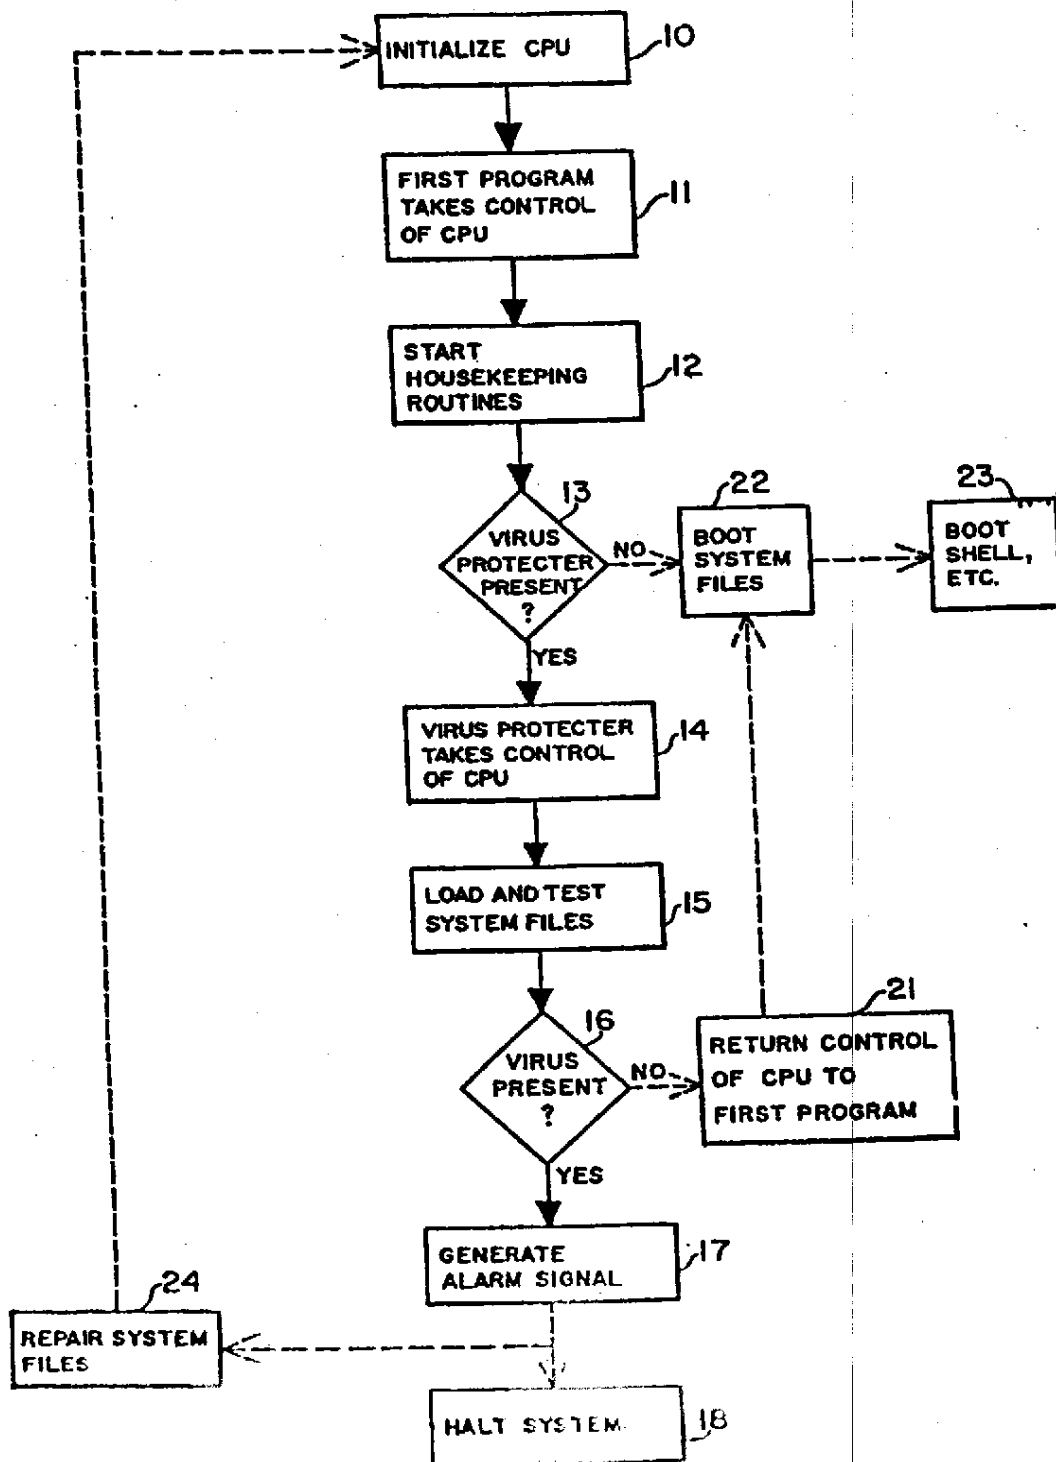 INITIALIZE CPU
10
FIRST PROGRAM
TAKES CONTROL
OF CPU
11
START
HOUSEKEEPING
ROUTINES
12
13
VIRUS
PROTECTER
PRESENT
?
NO
YES
22
BOOT
SYSTEM
FILES
23
BOOT
SHELL,
ETC.
VIRUS PROTECTER
TAKES CONTROL
OF CPU
14
LOAD AND TEST
SYSTEM FILES
15
16
VIRUS
PRESENT
?
NO
YES
21
RETURN CONTROL
OF CPU TO
FIRST PROGRAM
GENERATE
ALARM SIGNAL
17
24
REPAIR SYSTEM
FILES
HALT SYSTEM
18